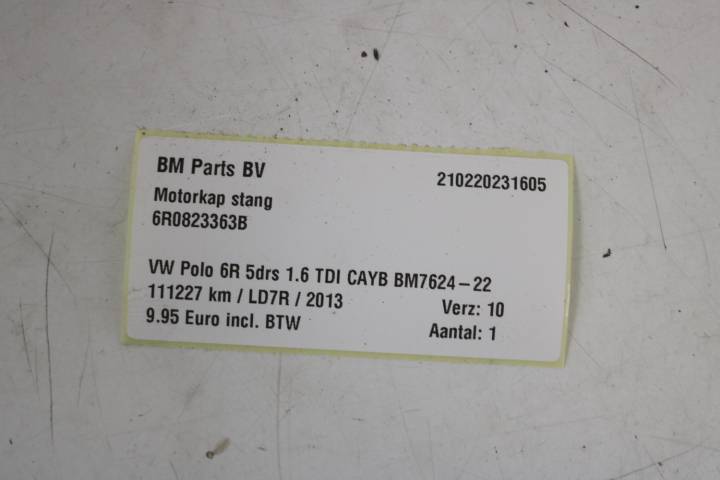 BM Parts BV 210220231605
Motorkap stang
6R0823363B
VW Polo 6R 5drs 1.6 TDI CAYB BM7624-22
111227 km / LD7R / 2013 Verz: 10
9.95 Euro incl. BTW Aantal: 1